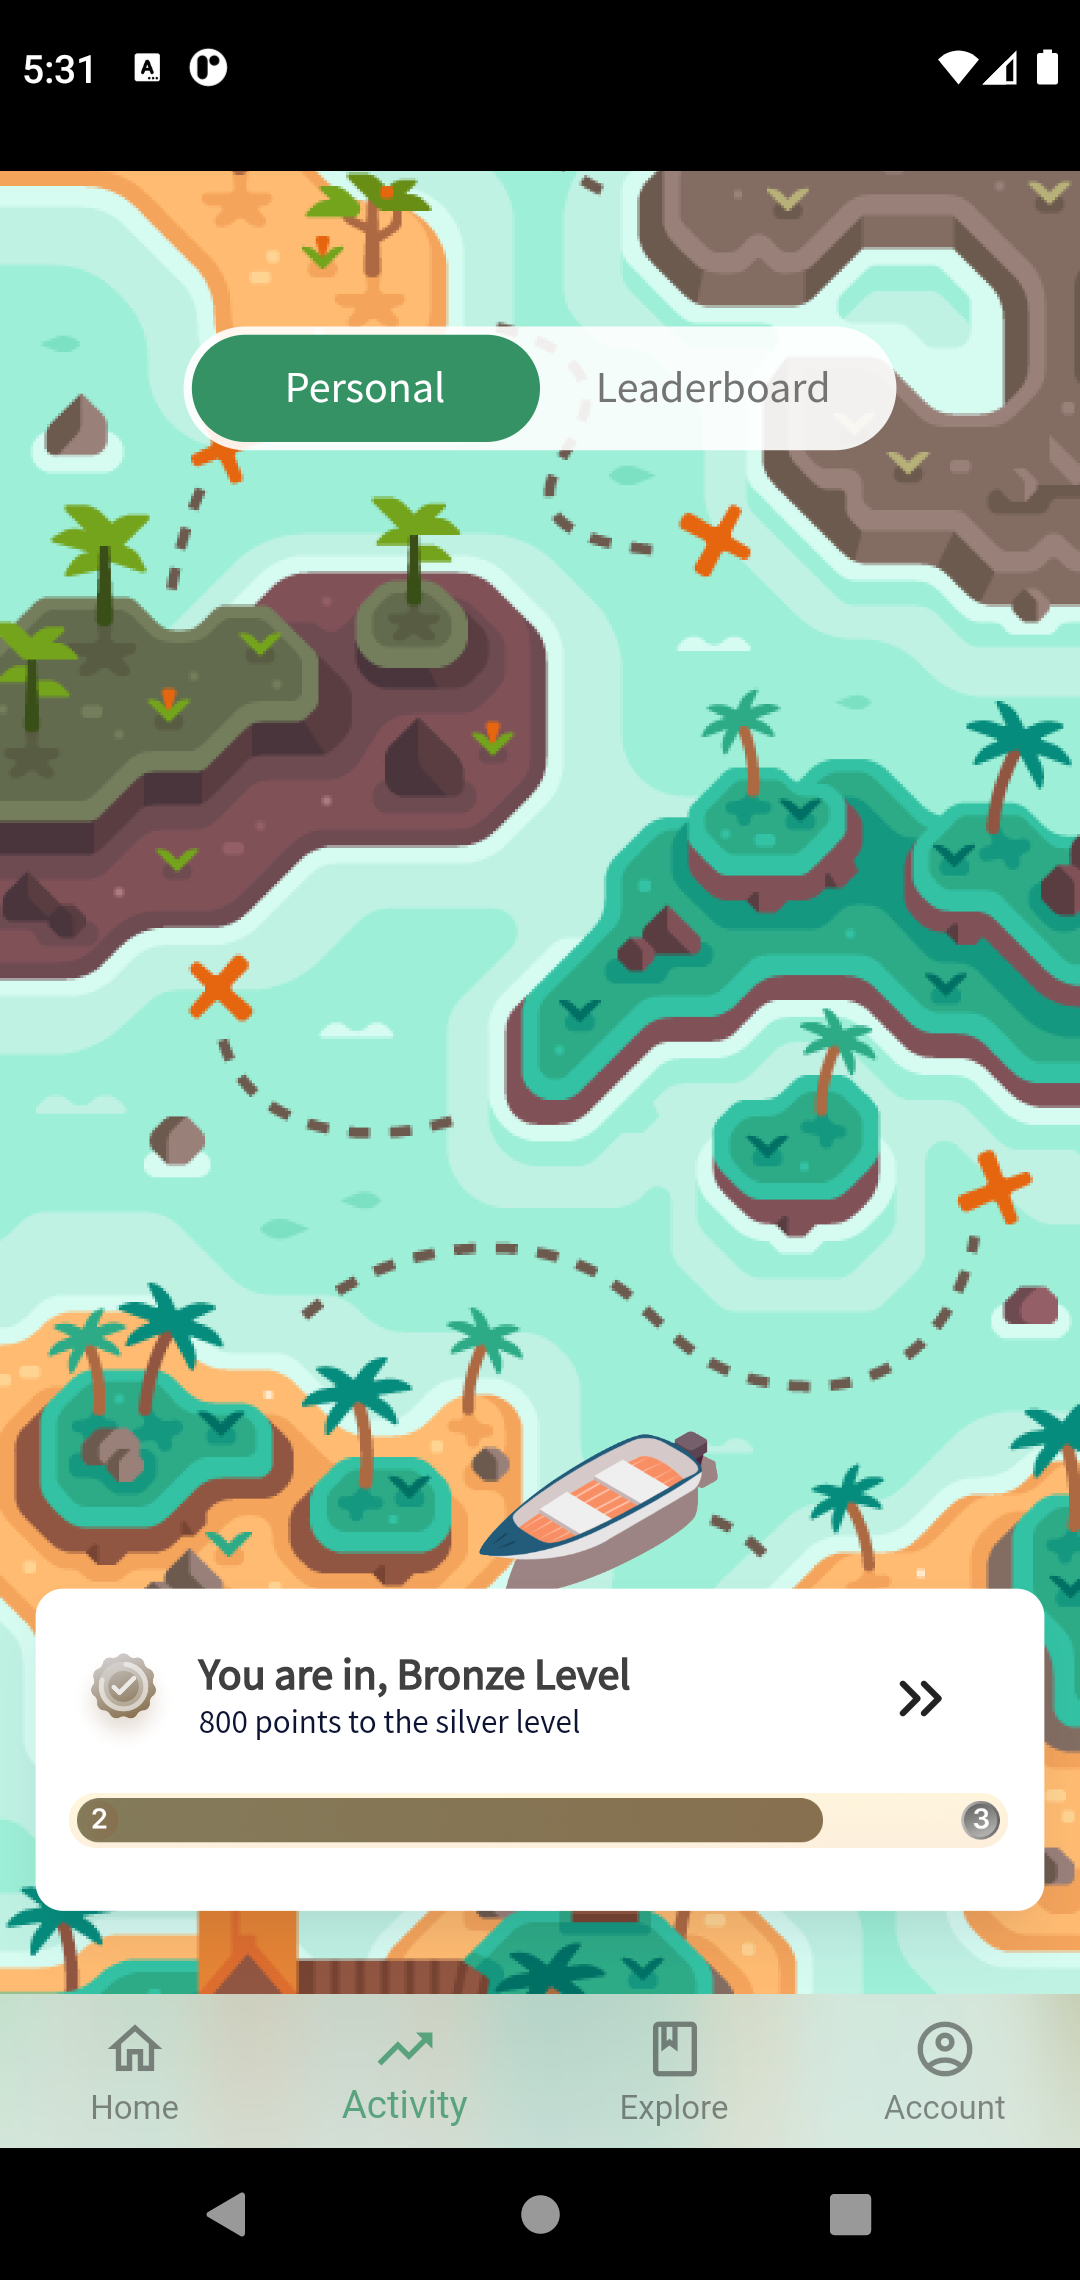 5:31
Personal
Leaderboard
You are in, Bronze Level
800 points to the silver level
2
3
Home
Activity
Explore
Account